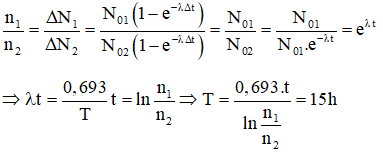 n₁/n₂ = ΔN₁/ΔN₂ = N₀₁(1−e^(−λΔt))/N₀₂(1−e^(−λΔt)) = N₀₁/N₀₂ = N₀₁/N₀₁.e^(−λt) = e^(λt)
⇒ λt = 0,693/T t = ln n₁/n₂ ⇒ T = 0,693.t/ln n₁/n₂ = 15h